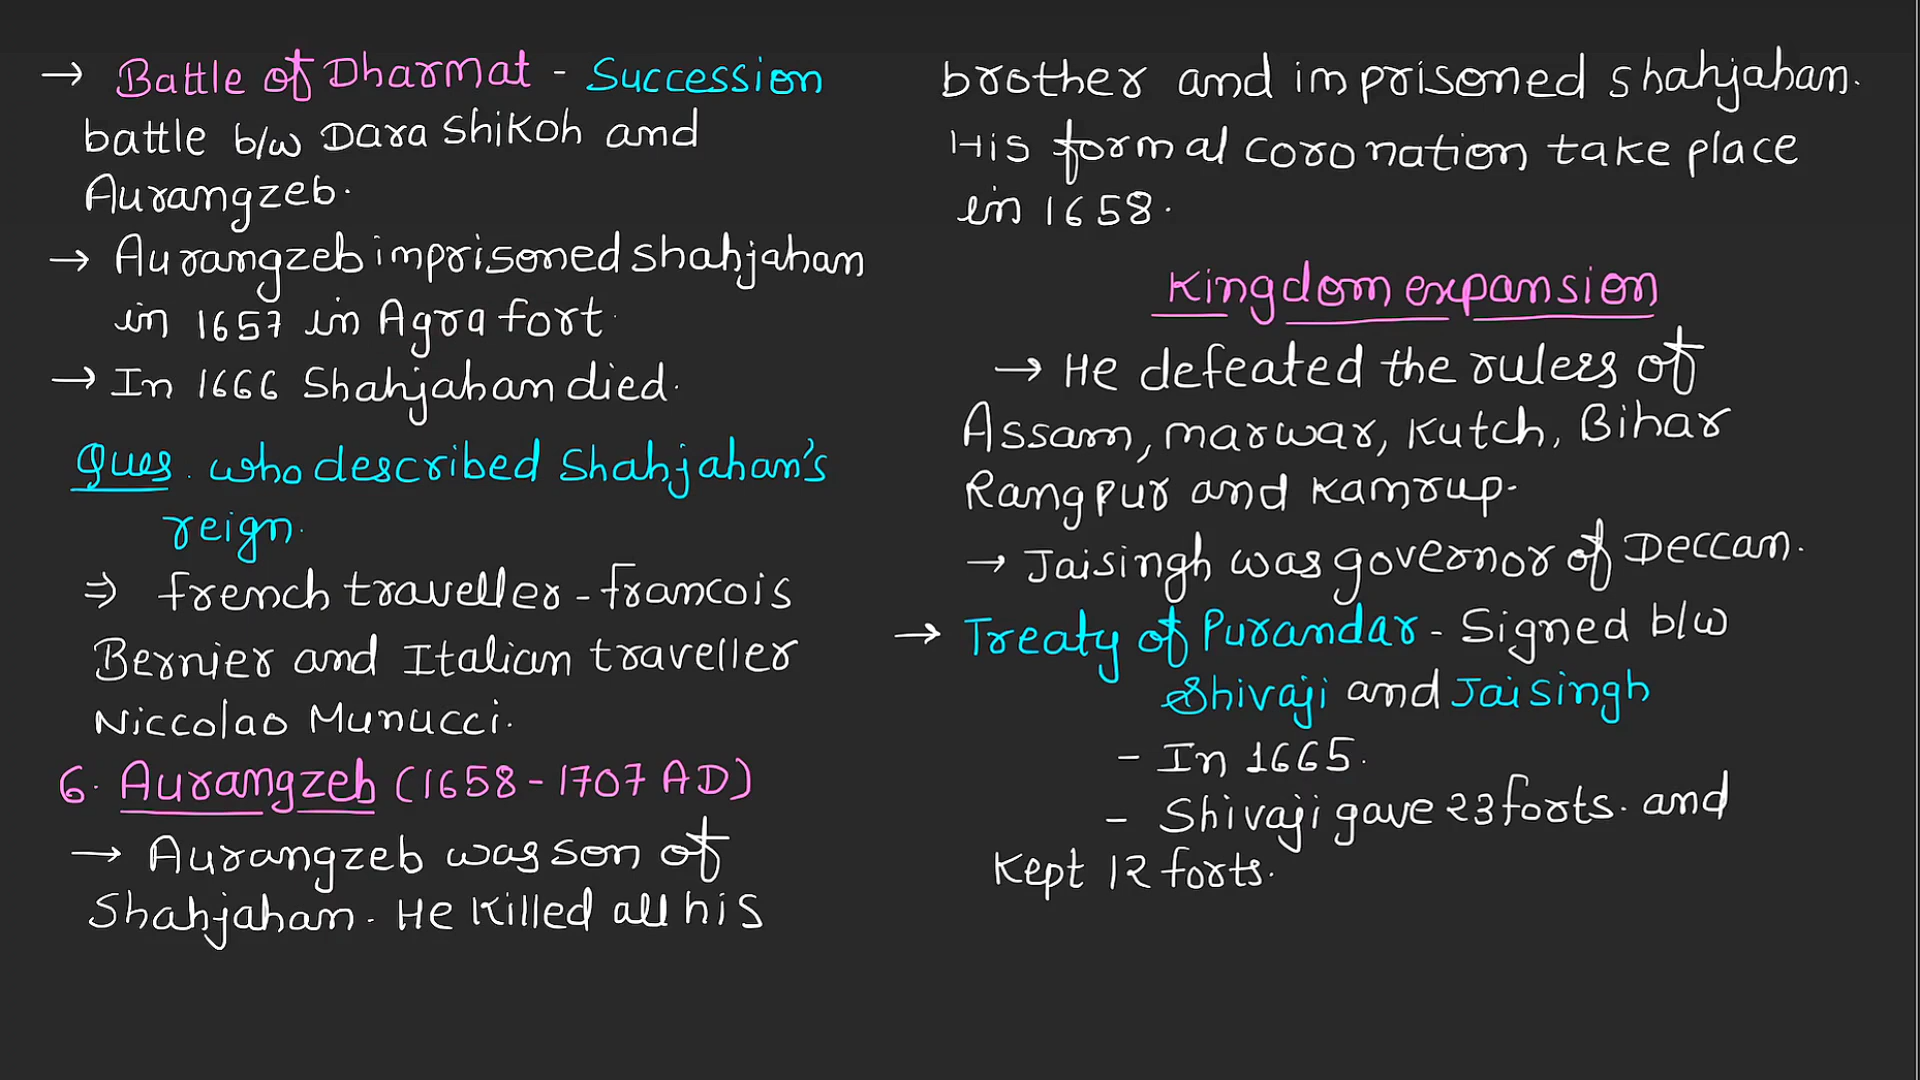 → Battle of Dharmat - Succession
battle b/w Dara Shikoh and
Aurangzeb.
→ Aurangzeb imprisoned Shahjahan
in 1657 in Agra fort.
→ In 1666 Shahjahan died.
Ques. who described Shahjahan's
reign.
⇒ french traveller - francois
Bernier and Italian traveller
Niccolao Munucci.
6. Aurangzeb (1658 - 1707 AD)
→ Aurangzeb was son of
Shahjahan. He killed all his
brother and imprisoned Shahjahan.
His formal coronation take place
in 1658.
Kingdom expansion
→ He defeated the rulers of
Assam, marwar, Kutch, Bihar
Rangpur and Kamrup.
→ Jaisingh was governor of Deccan.
→ Treaty of Purandar - Signed b/w
Shivaji and Jaisingh
- In 1665.
- Shivaji gave 23 forts. and
Kept 12 forts.